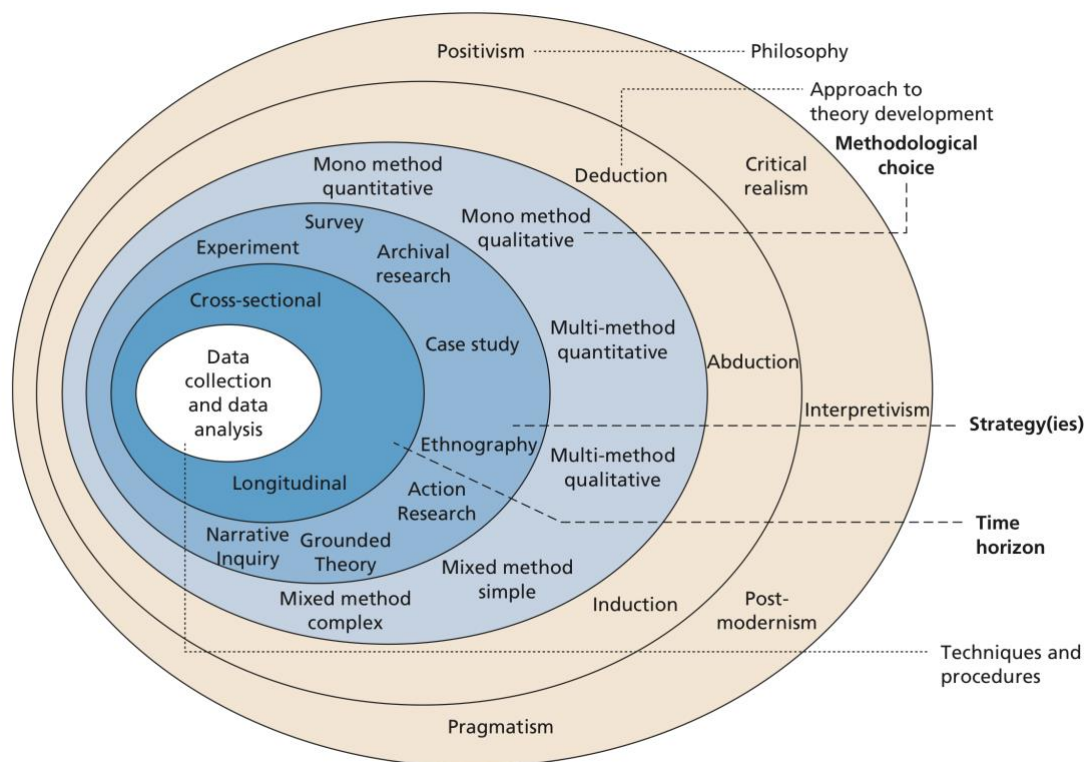 Positivism
Philosophy
Approach to
theory development
Methodological
choice
Mono method
quantitative
Deduction
Critical
realism
Mono method
qualitative
Survey
Experiment
Archival
research
Cross-sectional
Multi-method
quantitative
Case study
Data
collection
and data
analysis
Abduction
Interpretivism
Strategy(ies)
Ethnography
Multi-method
qualitative
Longitudinal
Action
Research
Time
horizon
Narrative
Inquiry
Grounded
Theory
Mixed method
simple
Mixed method
complex
Induction
Post-
modernism
Techniques and
procedures
Pragmatism